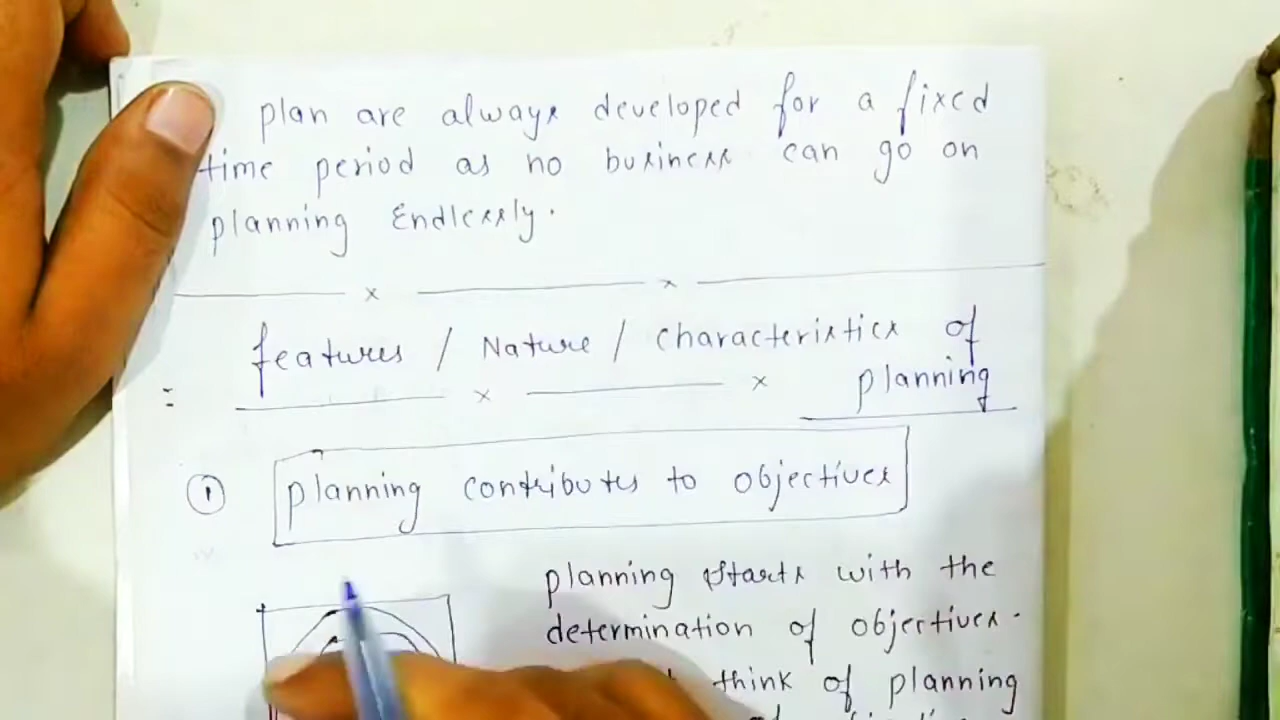 plan are always developed for a fixed
time period as no business can go on
planning Endlessly.
features / Nature / characteristics of
planning
① planning contributes to objectives
planning starts with the
determination of objectives.
think of planning